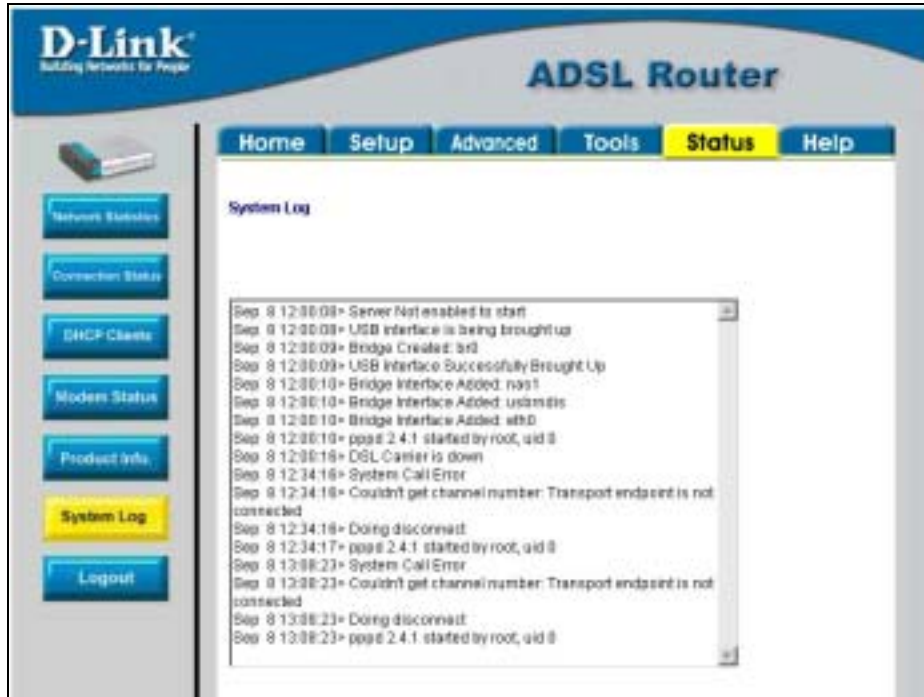 D-Link
Building Networks for People
ADSL Router
Home
Setup
Advanced
Tools
Status
Help
Network Statistics
Connection Status
DHCP Clients
Modem Status
Product Info.
System Log
Logout
System Log
Sep 8 12:00:08> Server Not enabled to start
Sep 8 12:00:08> USB interface is being brought up
Sep 8 12:00:09> Bridge Created: br0
Sep 8 12:00:09> USB Interface Successfully Brought Up
Sep 8 12:00:10> Bridge Interface Added: nas1
Sep 8 12:00:10> Bridge Interface Added: usbrndis
Sep 8 12:00:10> Bridge Interface Added: eth0
Sep 8 12:00:10> pppd 2.4.1 started by root, uid 0
Sep 8 12:00:16> DSL Carrier is down
Sep 8 12:34:16> System Call Error
Sep 8 12:34:16> Couldn't get channel number: Transport endpoint is not
connected
Sep 8 12:34:16> Doing disconnect
Sep 8 12:34:17> pppd 2.4.1 started by root, uid 0
Sep 8 13:08:23> System Call Error
Sep 8 13:08:23> Couldn't get channel number: Transport endpoint is not
connected
Sep 8 13:08:23> Doing disconnect
Sep 8 13:08:23> pppd 2.4.1 started by root, uid 0